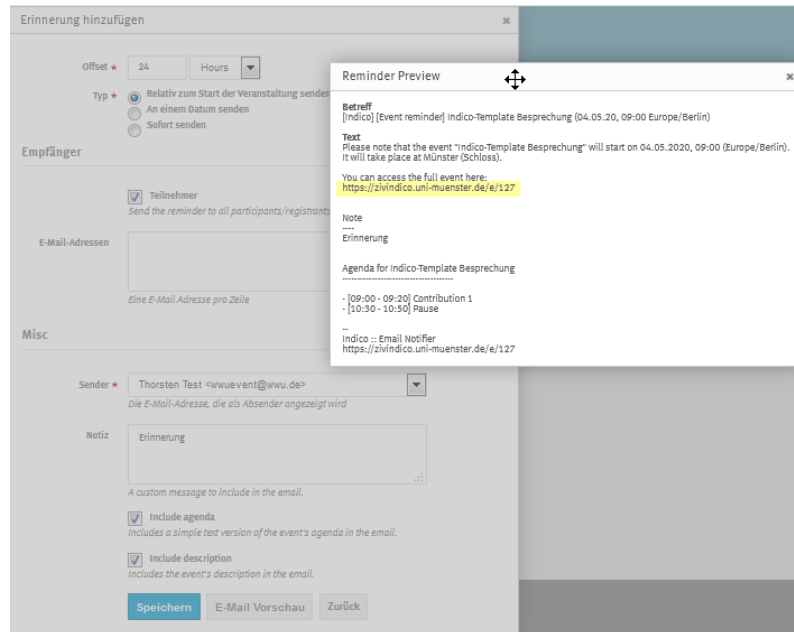 Erinnerung hinzufügen
Offset * 24 Hours
Typ * Relativ zum Start der Veranstaltung senden
An einem Datum senden
Sofort senden
Empfänger
Teilnehmer
Send the reminder to all participants/registrants
E-Mail-Adressen
Eine E-Mail Adresse pro Zeile
Misc
Sender * Thorsten Test <wwuevent@wwu.de>
Die E-Mail-Adresse, die als Absender angezeigt wird
Notiz Erinnerung
A custom message to include in the email.
Include agenda
Includes a simple text version of the event's agenda in the email.
Include description
Includes the event's description in the email.
Speichern E-Mail Vorschau Zurück
Reminder Preview
Betreff
[Indico] [Event reminder] Indico-Template Besprechung (04.05.20, 09:00 Europe/Berlin)
Text
Please note that the event "Indico-Template Besprechung" will start on 04.05.2020, 09:00 (Europe/Berlin).
It will take place at Münster (Schloss).
You can access the full event here:
https://zivindico.uni-muenster.de/e/127
Note
----
Erinnerung
Agenda for Indico-Template Besprechung
-------------------------------------
- [09:00 - 09:20] Contribution 1
- [10:30 - 10:50] Pause
--
Indico :: Email Notifier
https://zivindico.uni-muenster.de/e/127